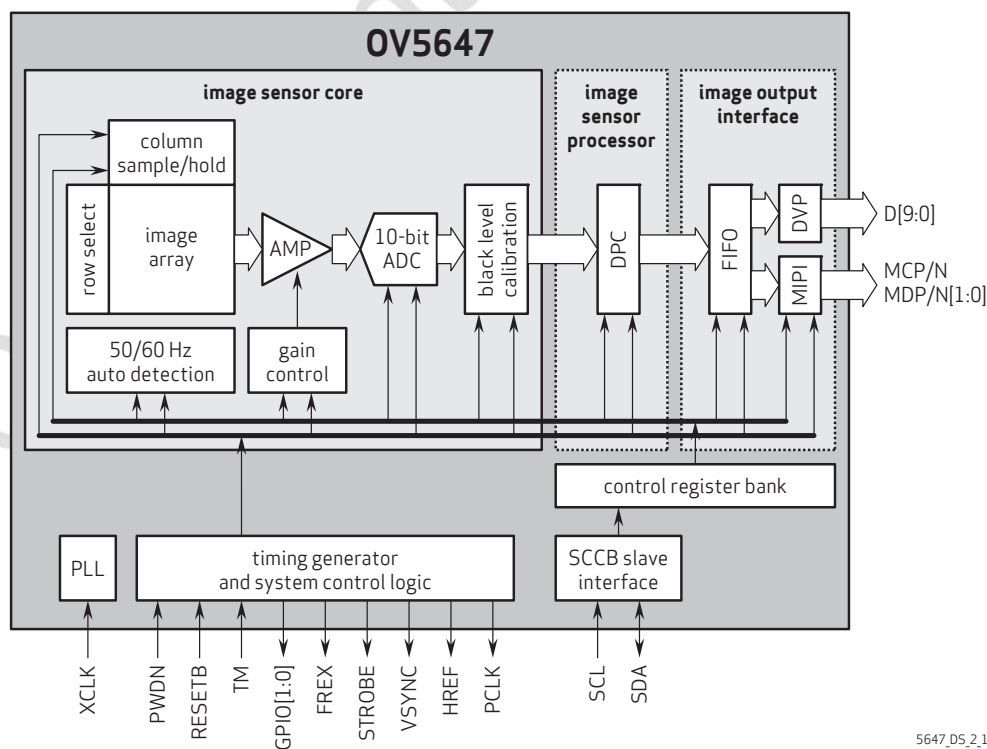 OV5647
image sensor core
image
sensor
processor
image output
interface
column
sample/hold
row select
image
array
AMP
10-bit
ADC
black level
calibration
DPC
FIFO
DVP
MIPI
D[9:0]
MCP/N
MDP/N[1:0]
50/60 Hz
auto detection
gain
control
control register bank
PLL
timing generator
and system control logic
SCCB slave
interface
XCLK
PWDN
RESETB
TM
GPIO[1:0]
FREX
STROBE
VSYNC
HREF
PCLK
SCL
SDA
5647_DS_2_1